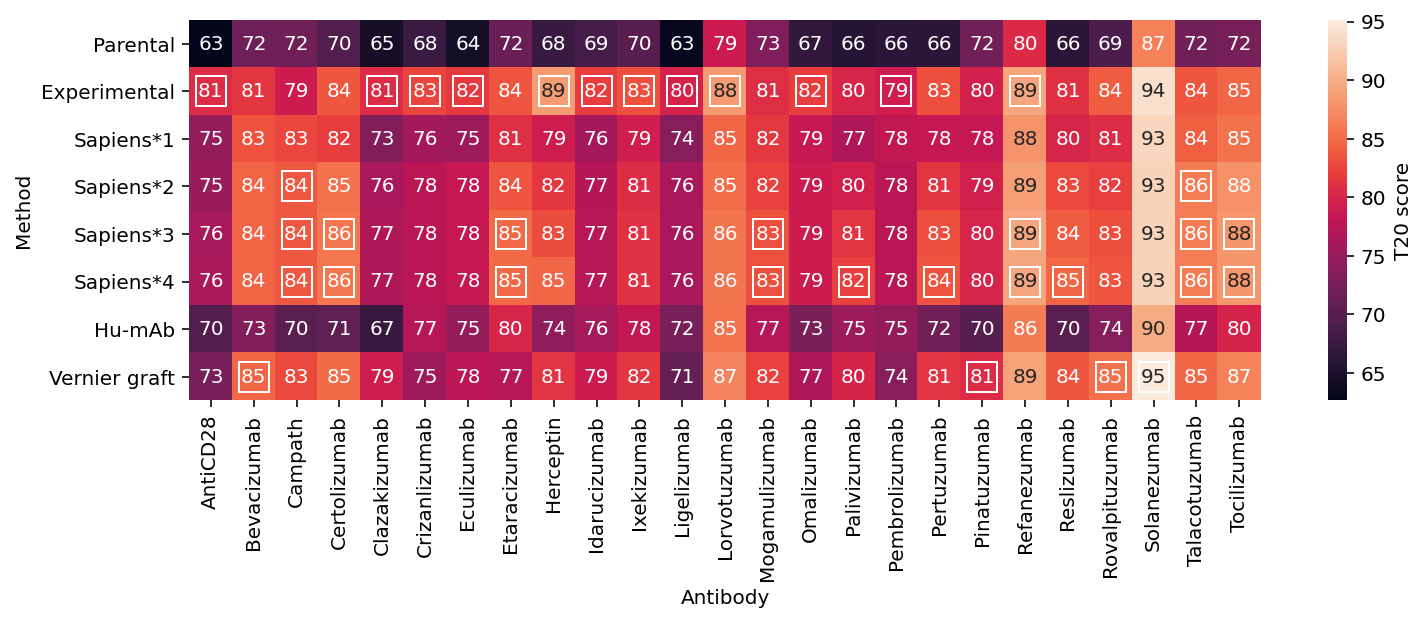 Parental 63 72 72 70 65 68 64 72 68 69 70 63 79 73 67 66 66 66 72 80 66 69 87 72 72
Experimental 81 81 79 84 81 83 82 84 89 82 83 80 88 81 82 80 79 83 80 89 81 84 94 84 85
Sapiens*1 75 83 83 82 73 76 75 81 79 76 79 74 85 82 79 77 78 78 78 88 80 81 93 84 85
Sapiens*2 75 84 84 85 76 78 78 84 82 77 81 76 85 82 79 80 78 81 79 89 83 82 93 86 88
Sapiens*3 76 84 84 86 77 78 78 85 83 77 81 76 86 83 79 81 78 83 80 89 84 83 93 86 88
Sapiens*4 76 84 84 86 77 78 78 85 85 77 81 76 86 83 79 82 78 84 80 89 85 83 93 86 88
Hu-mAb 70 73 70 71 67 77 75 80 74 76 78 72 85 77 73 75 75 72 70 86 70 74 90 77 80
Vernier graft 73 85 83 85 79 75 78 77 81 79 82 71 87 82 77 80 74 81 81 89 84 85 95 85 87
Method
AntiCD28
Bevacizumab
Campath
Certolizumab
Clazakizumab
Crizanlizumab
Eculizumab
Etaracizumab
Herceptin
Idarucizumab
Ixekizumab
Ligelizumab
Lorvotuzumab
Mogamulizumab
Omalizumab
Palivizumab
Pembrolizumab
Pertuzumab
Pinatuzumab
Refanezumab
Reslizumab
Rovalpituzumab
Solanezumab
Talacotuzumab
Tocilizumab
Antibody
95
90
85
80
75
70
65
T20 score